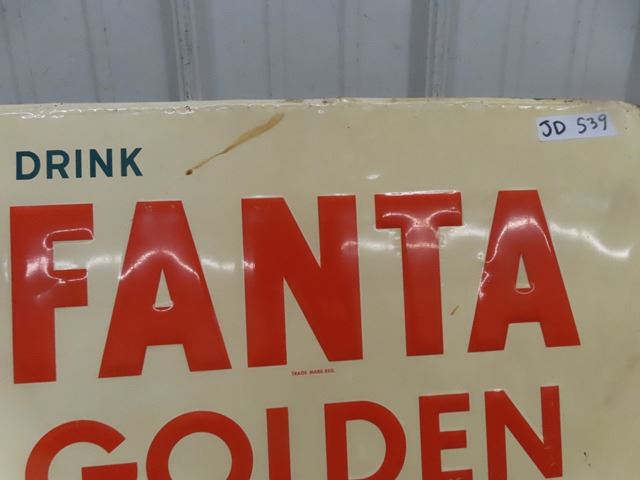 JD 539
DRINK
FANTA
TRADE MARK REG.
GOLDEN